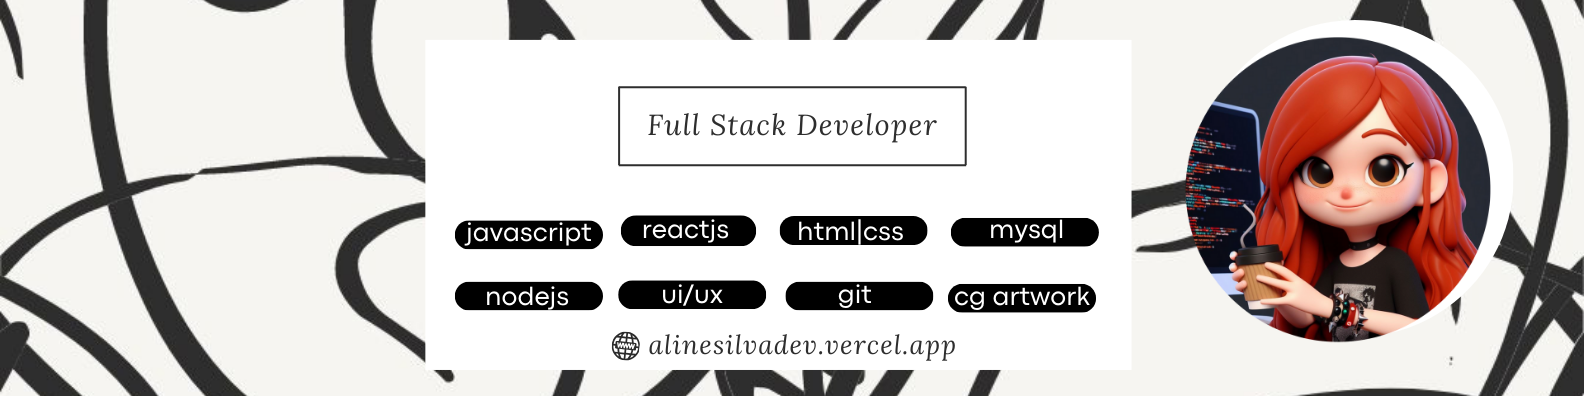 Full Stack Developer
javascript reactjs html|css mysql
nodejs ui/ux git cg artwork
alinesilvadev.vercel.app